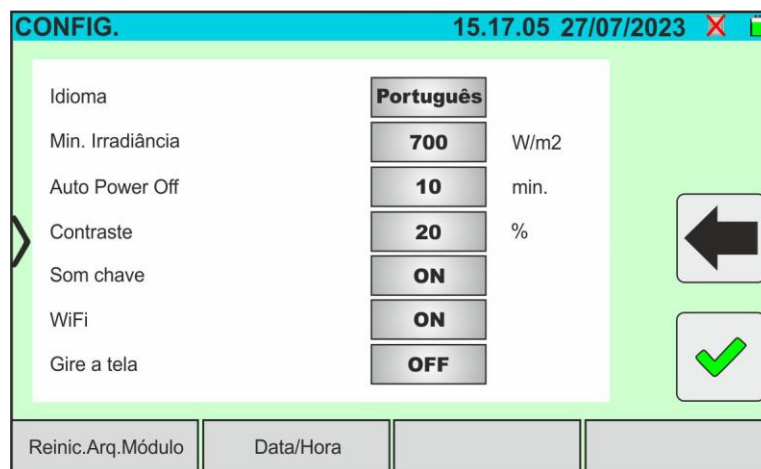 CONFIG. 15.17.05 27/07/2023
Idioma Português
Min. Irradiância 700 W/m2
Auto Power Off 10 min.
Contraste 20 %
Som chave ON
WiFi ON
Gire a tela OFF
Reinic.Arq.Módulo Data/Hora